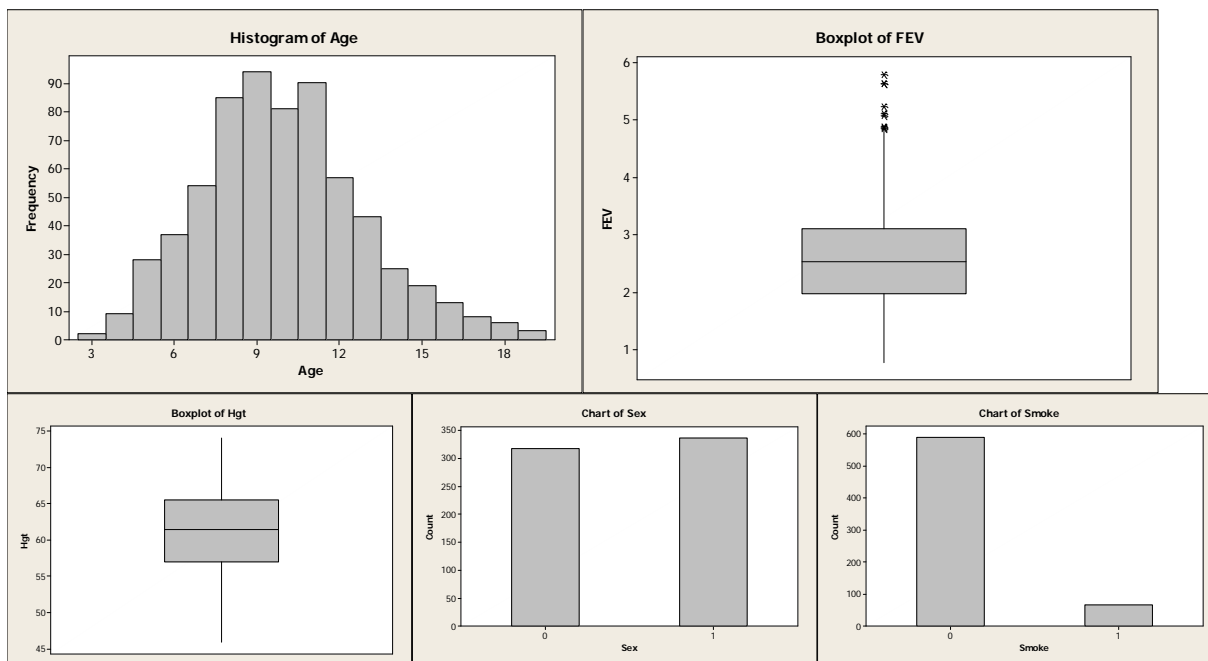 Histogram of Age
90
80
70
60
50
40
30
20
10
0
Frequency
3 6 9 12 15 18
Age
Boxplot of FEV
6
5
4
3
2
1
FEV
Boxplot of Hgt
75
70
65
60
55
50
45
Hgt
Chart of Sex
350
300
250
200
150
100
50
0
Count
0 1
Sex
Chart of Smoke
600
500
400
300
200
100
0
Count
0 1
Smoke